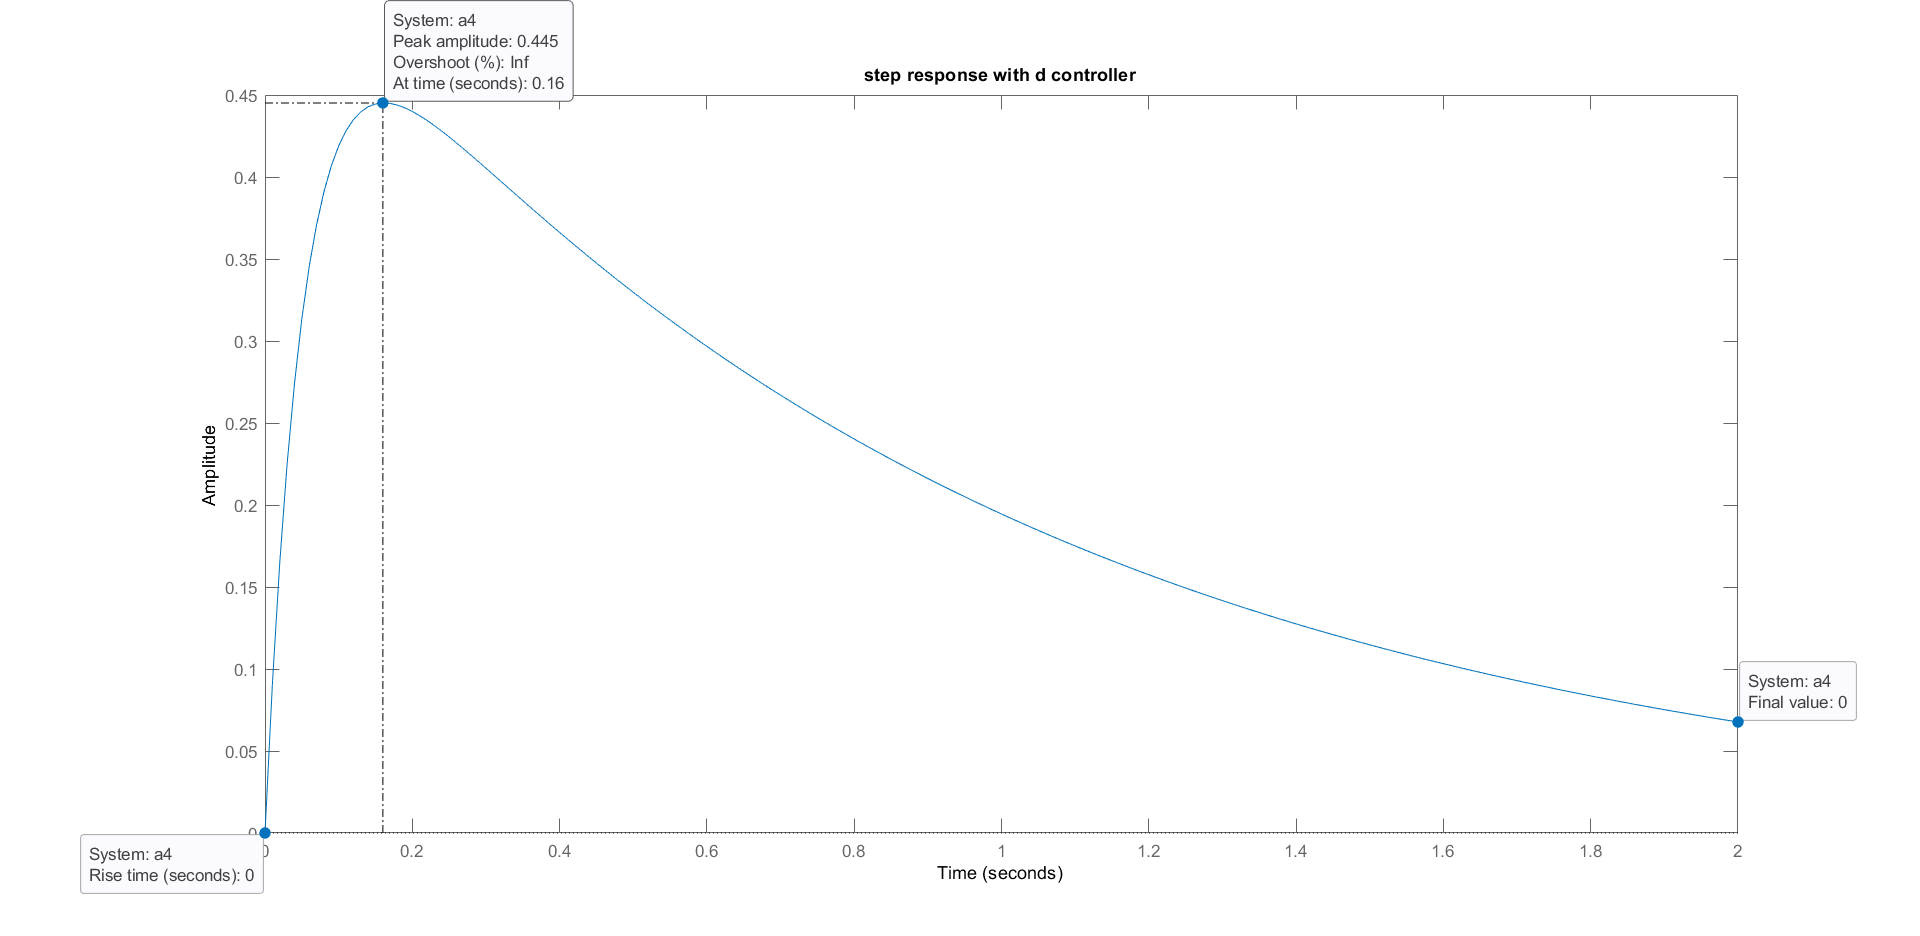 System: a4
Peak amplitude: 0.445
Overshoot (%): Inf
At time (seconds): 0.16
step response with d controller
0.45
0.4
0.35
0.3
0.25
0.2
0.15
0.1
0.05
0
Amplitude
System: a4
Final value: 0
System: a4
Rise time (seconds): 0
0 0.2 0.4 0.6 0.8 1 1.2 1.4 1.6 1.8 2
Time (seconds)